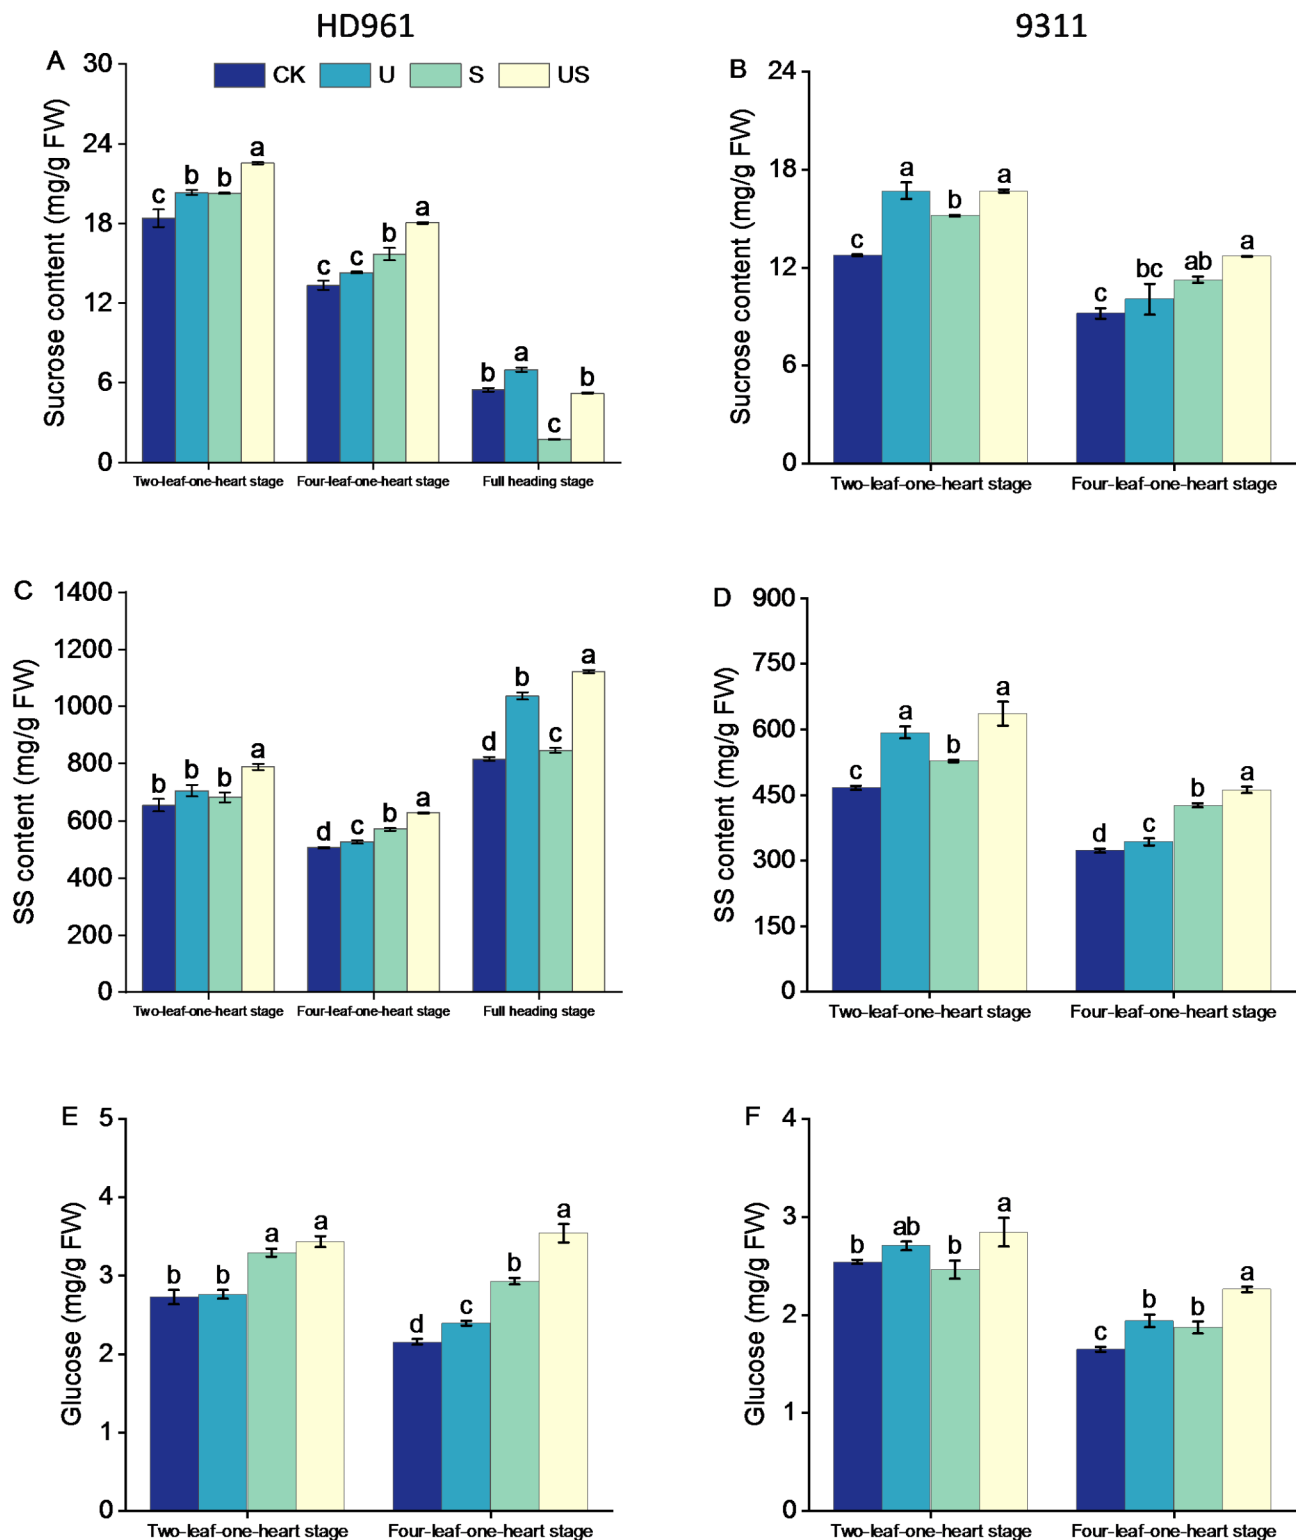 HD961
9311
A
CK U S US
Sucrose content (mg/g FW)
30
24
18
12
6
0
c b b a
c c b a
b a c b
Two-leaf-one-heart stage Four-leaf-one-heart stage Full heading stage
B
Sucrose content (mg/g FW)
24
18
12
6
0
c a b a
c bc ab a
Two-leaf-one-heart stage Four-leaf-one-heart stage
C
SS content (mg/g FW)
1400
1200
1000
800
600
400
200
0
b b b a
d c b a
d b c a
Two-leaf-one-heart stage Four-leaf-one-heart stage Full heading stage
D
SS content (mg/g FW)
900
750
600
450
300
150
0
c a b a
d c b a
Two-leaf-one-heart stage Four-leaf-one-heart stage
E
Glucose (mg/g FW)
5
4
3
2
1
0
b b a a
d c b a
Two-leaf-one-heart stage Four-leaf-one-heart stage
F
Glucose (mg/g FW)
4
3
2
1
0
b ab b a
c b b a
Two-leaf-one-heart stage Four-leaf-one-heart stage